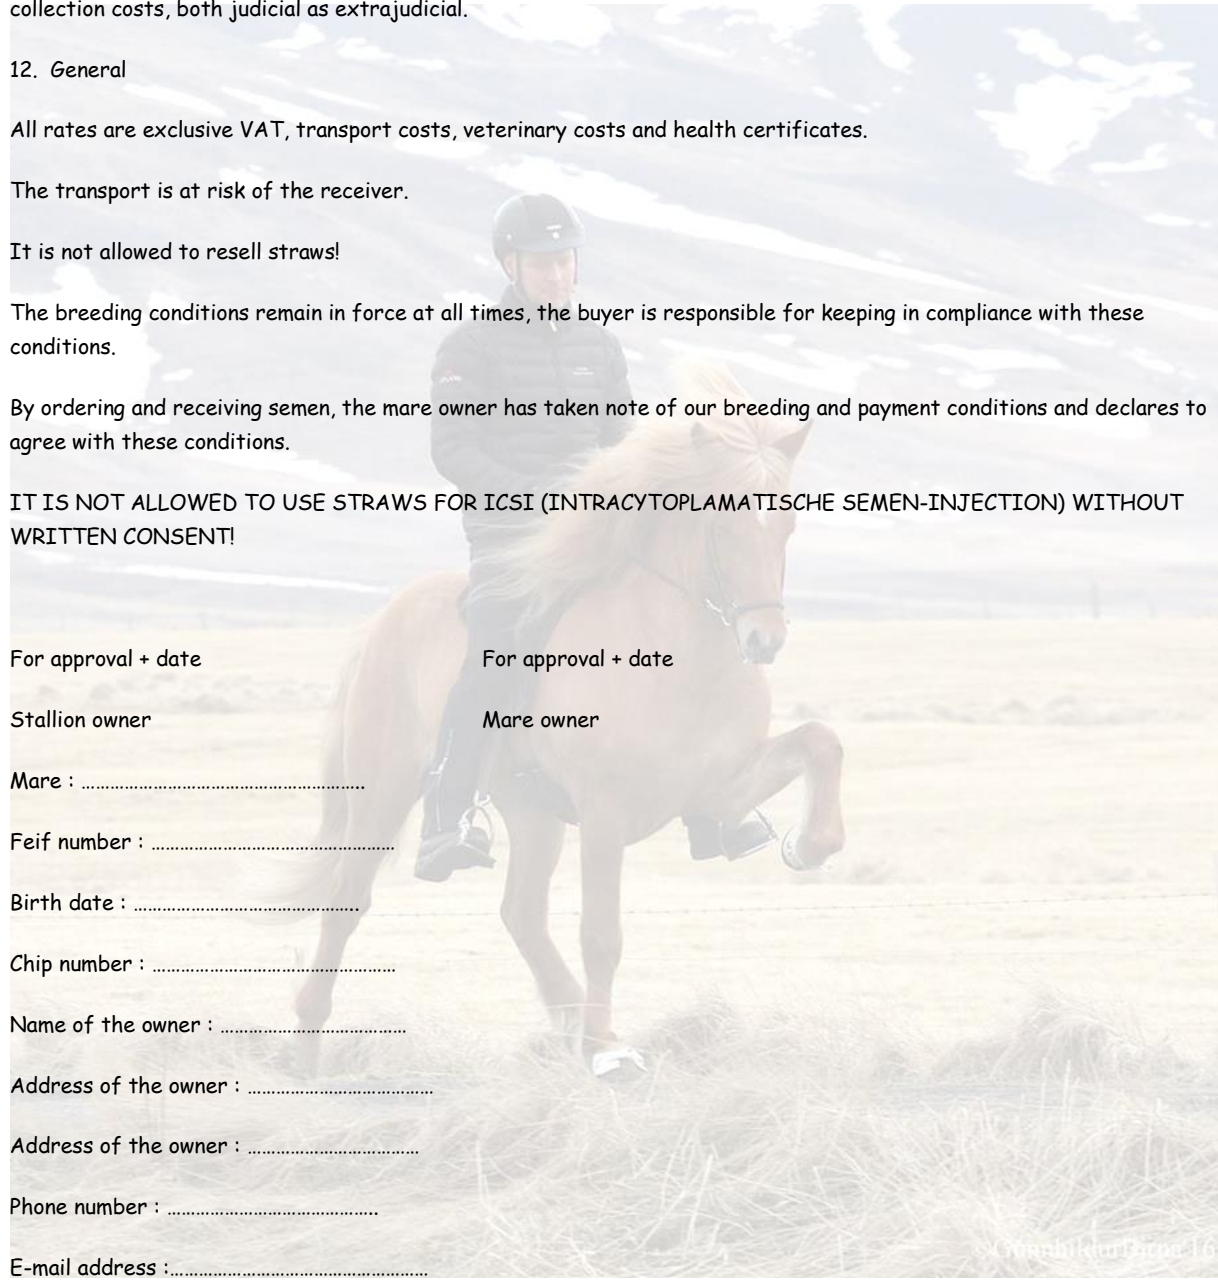 collection costs, both judicial as extrajudicial.
12. General
All rates are exclusive VAT, transport costs, veterinary costs and health certificates.
The transport is at risk of the receiver.
It is not allowed to resell straws!
The breeding conditions remain in force at all times, the buyer is responsible for keeping in compliance with these
conditions.
By ordering and receiving semen, the mare owner has taken note of our breeding and payment conditions and declares to
agree with these conditions.
IT IS NOT ALLOWED TO USE STRAWS FOR ICSI (INTRACYTOPLAMATISCHE SEMEN-INJECTION) WITHOUT
WRITTEN CONSENT!
For approval + date For approval + date
Stallion owner Mare owner
Mare : …………………………………………………..
Feif number : ……………………………………………
Birth date : ………………………………………..
Chip number : ……………………………………………
Name of the owner : …………………………………
Address of the owner : …………………………………
Address of the owner : ………………………………
Phone number : ……………………………………..
E-mail address :………………………………………………